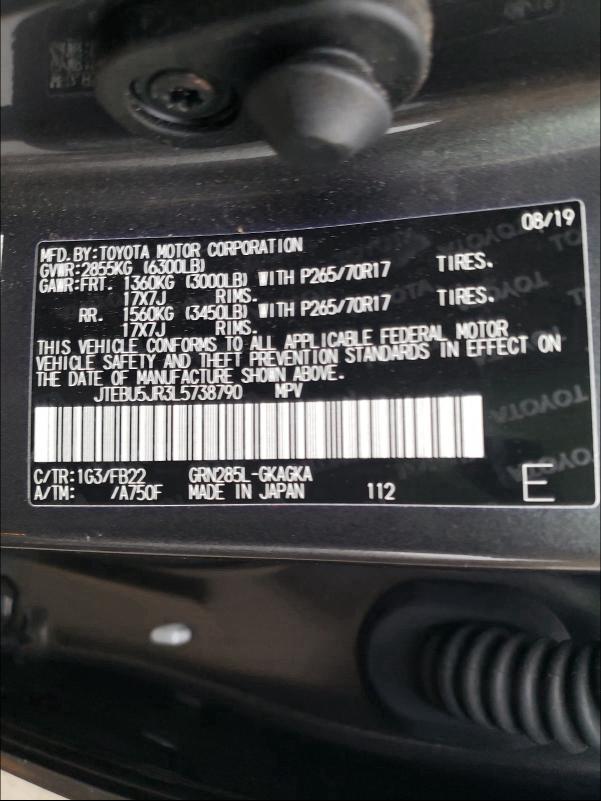 08/19
MFD. BY: TOYOTA MOTOR CORPORATION
GVWR: 2855KG (6300LB)
GAWR: FRT. 1360KG (3000LB) WITH P265/70R17 TIRES.
17X7J RIMS.
RR. 1560KG (3450LB) WITH P265/70R17 TIRES.
17X7J RIMS.
THIS VEHICLE CONFORMS TO ALL APPLICABLE FEDERAL MOTOR
VEHICLE SAFETY AND THEFT PREVENTION STANDARDS IN EFFECT ON
THE DATE OF MANUFACTURE SHOWN ABOVE.
JTEBU5JR3L5738790 MPV
C/TR: 1G3/FB22 GRN285L-GKAGKA
A/TM: /A750F MADE IN JAPAN 112 E